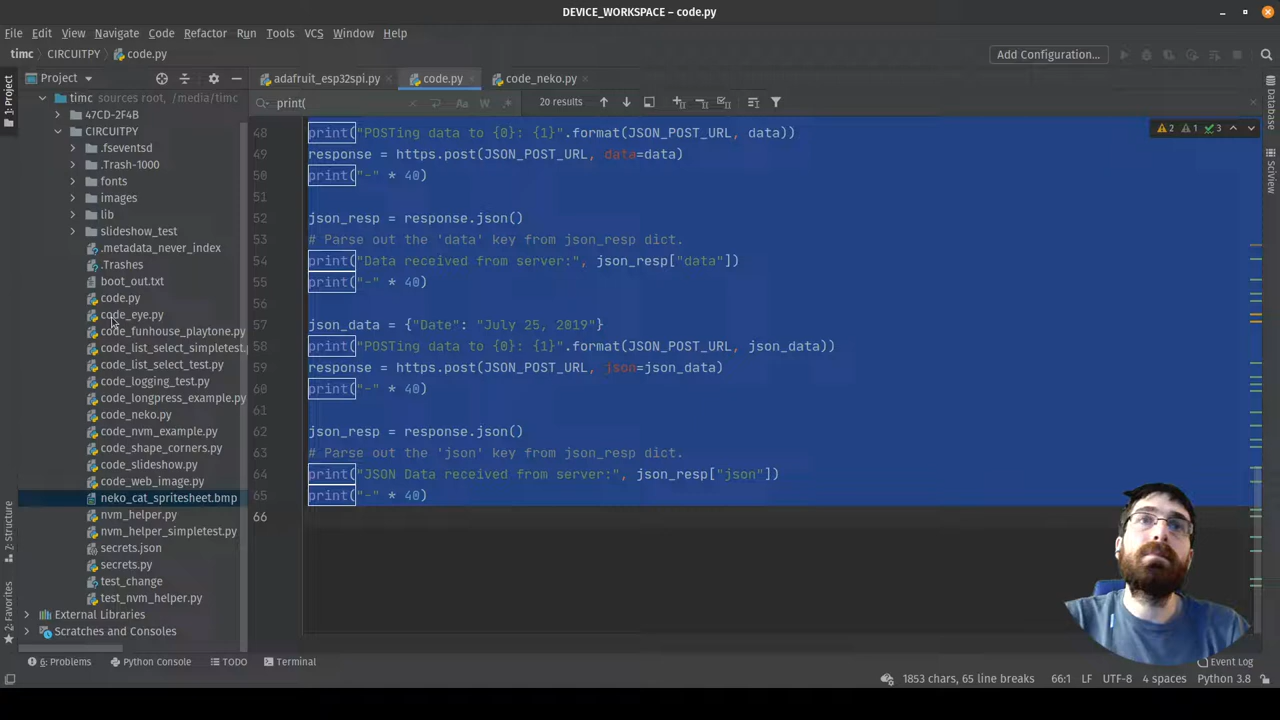 DEVICE_WORKSPACE – code.py
File Edit View Navigate Code Refactor Run Tools VCS Window Help
timc CIRCUITPY code.py
Add Configuration...
Project
adafruit_esp32spi.py
code.py
code_neko.py
print(
20 results
1: Project
timc sources root, /media/timc
47CD-2F4B
CIRCUITPY
.fseventsd
.Trash-1000
fonts
images
lib
slideshow_test
.metadata_never_index
.Trashes
boot_out.txt
code.py
code_eye.py
code_funhouse_playtone.py
code_list_select_simpletest.
code_list_select_test.py
code_logging_test.py
code_longpress_example.py
code_neko.py
code_nvm_example.py
code_shape_corners.py
code_slideshow.py
code_web_image.py
neko_cat_spritesheet.bmp
nvm_helper.py
nvm_helper_simpletest.py
secrets.json
secrets.py
test_change
test_nvm_helper.py
External Libraries
Scratches and Consoles
2 1 3
48 print("POSTing data to {0}: {1}".format(JSON_POST_URL, data))
49 response = https.post(JSON_POST_URL, data=data)
50 print("-" * 40)
51
52 json_resp = response.json()
53 # Parse out the 'data' key from json_resp dict.
54 print("Data received from server:", json_resp["data"])
55 print("-" * 40)
56
57 json_data = {"Date": "July 25, 2019"}
58 print("POSTing data to {0}: {1}".format(JSON_POST_URL, json_data))
59 response = https.post(JSON_POST_URL, json=json_data)
60 print("-" * 40)
61
62 json_resp = response.json()
63 # Parse out the 'json' key from json_resp dict.
64 print("JSON Data received from server:", json_resp["json"])
65 print("-" * 40)
66
Database
SciView
7: Structure
2: Favorites
6: Problems
Python Console
TODO
Terminal
Event Log
1853 chars, 65 line breaks
66:1
LF
UTF-8
4 spaces
Python 3.8